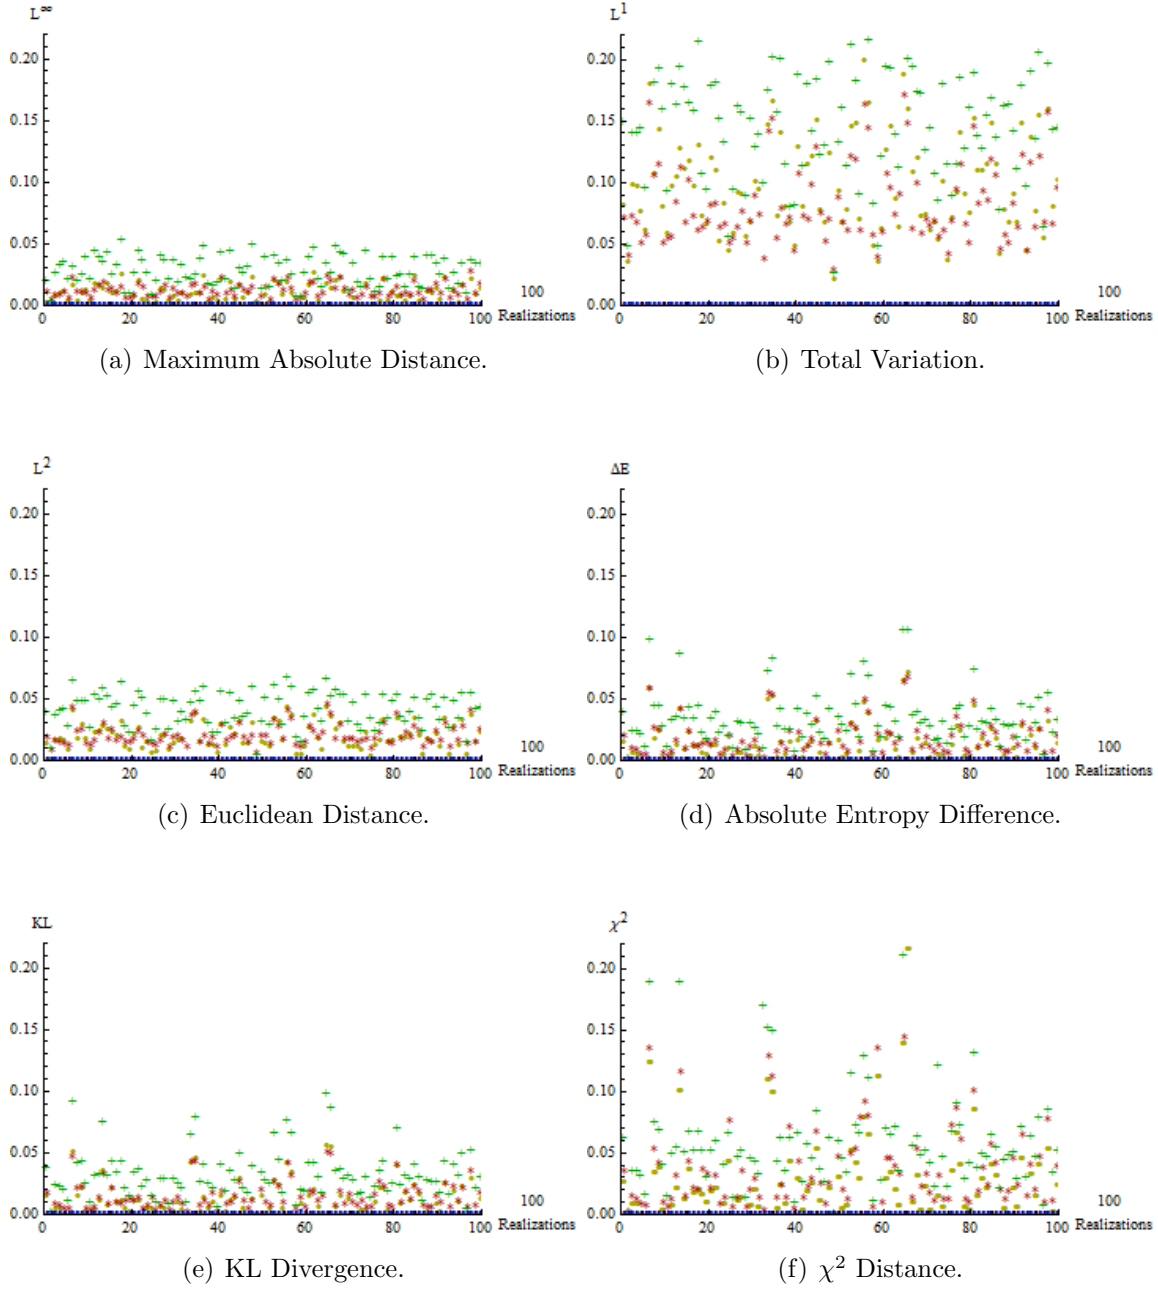 L∞
0.20
0.15
0.10
0.05
0.00
0 20 40 60 80 100
100
Realizations
(a) Maximum Absolute Distance.
L1
0.20
0.15
0.10
0.05
0.00
0 20 40 60 80 100
100
Realizations
(b) Total Variation.
L2
0.20
0.15
0.10
0.05
0.00
0 20 40 60 80 100
100
Realizations
(c) Euclidean Distance.
ΔE
0.20
0.15
0.10
0.05
0.00
0 20 40 60 80 100
100
Realizations
(d) Absolute Entropy Difference.
KL
0.20
0.15
0.10
0.05
0.00
0 20 40 60 80 100
100
Realizations
(e) KL Divergence.
χ2
0.20
0.15
0.10
0.05
0.00
0 20 40 60 80 100
100
Realizations
(f) χ2 Distance.